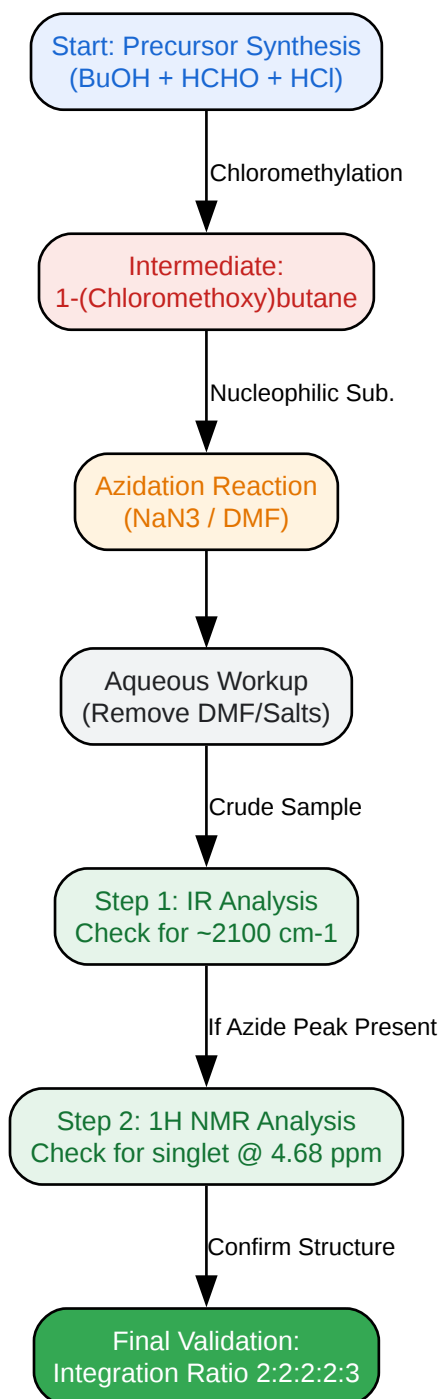 Start: Precursor Synthesis
(BuOH + HCHO + HCl)
Chloromethylation
Intermediate:
1-(Chloromethoxy)butane
Nucleophilic Sub.
Azidation Reaction
(NaN3 / DMF)
Aqueous Workup
(Remove DMF/Salts)
Crude Sample
Step 1: IR Analysis
Check for ~2100 cm-1
If Azide Peak Present
Step 2: 1H NMR Analysis
Check for singlet @ 4.68 ppm
Confirm Structure
Final Validation:
Integration Ratio 2:2:2:2:3